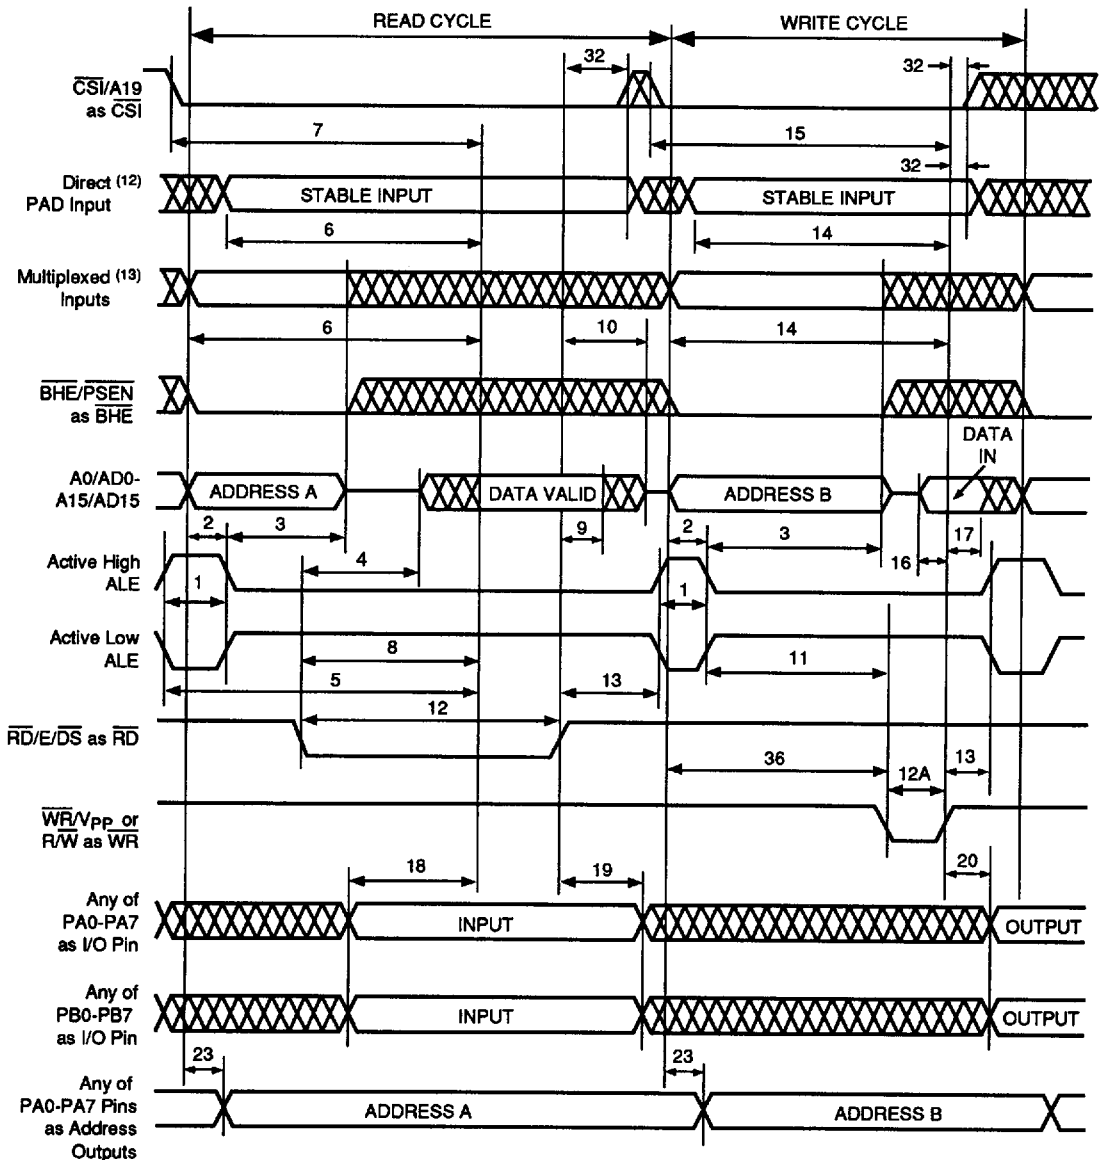 READ CYCLE
WRITE CYCLE
32
32
CSI/A19
as CSI
7
15
32
Direct (12)
PAD Input
STABLE INPUT
STABLE INPUT
6
14
Multiplexed (13)
Inputs
6
10
14
BHE/PSEN
as BHE
DATA
IN
A0/AD0-
A15/AD15
ADDRESS A
DATA VALID
ADDRESS B
2
3
9
2
3
17
16
Active High
ALE
4
1
1
Active Low
ALE
8
11
5
13
12
RD/E/DS as RD
36
12A
13
WR/VPP or
R/W as WR
18
19
20
Any of
PA0-PA7
as I/O Pin
INPUT
OUTPUT
Any of
PB0-PB7
as I/O Pin
INPUT
OUTPUT
23
23
Any of
PA0-PA7 Pins
as Address
Outputs
ADDRESS A
ADDRESS B